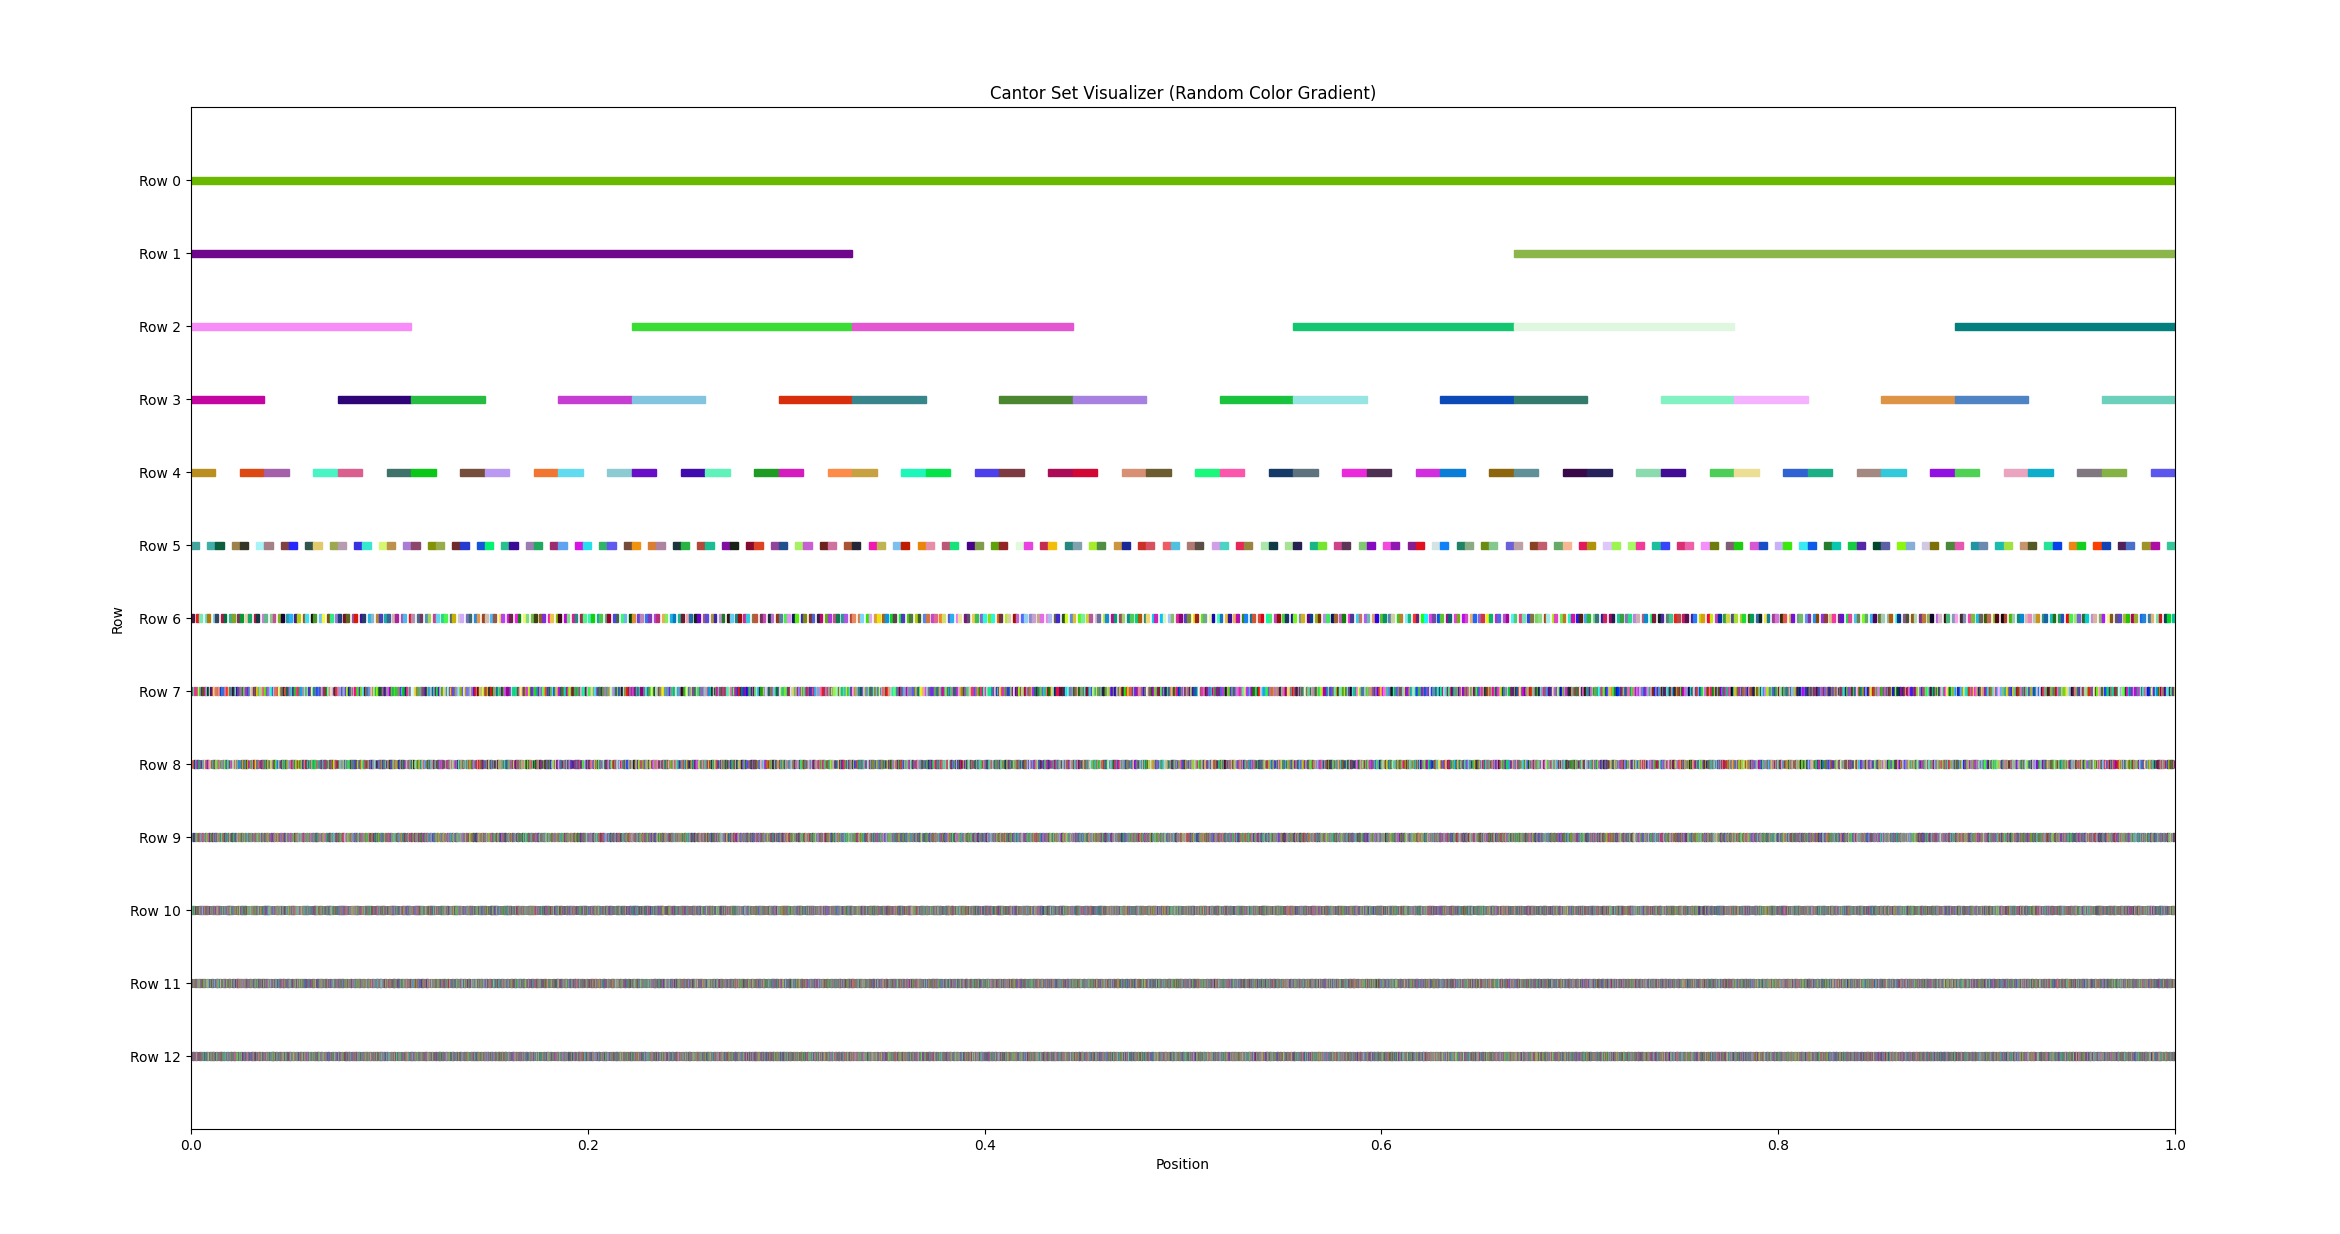 Cantor Set Visualizer (Random Color Gradient)
Row 0
Row 1
Row 2
Row 3
Row 4
Row 5
Row 6
Row 7
Row 8
Row 9
Row 10
Row 11
Row 12
Row
0.0 0.2 0.4 0.6 0.8 1.0
Position